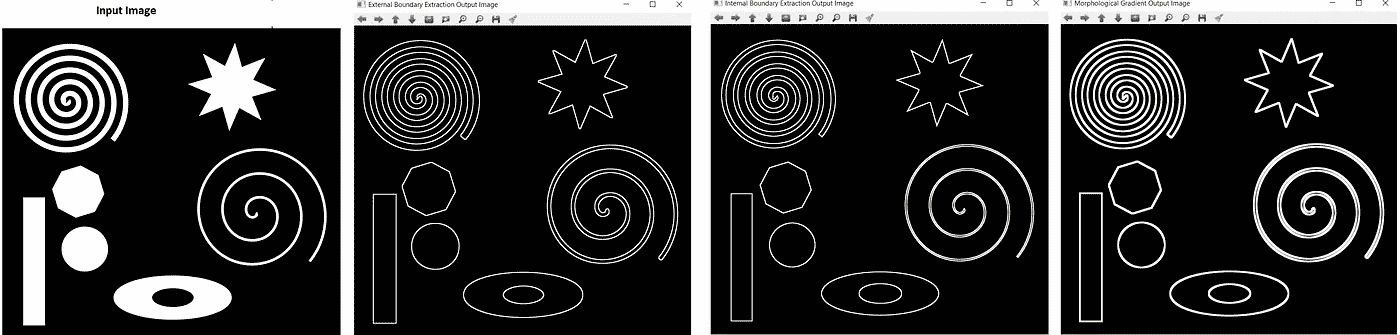 Input Image
External Boundary Extraction Output Image
Internal Boundary Extraction Output Image
Morphological Gradient Output Image